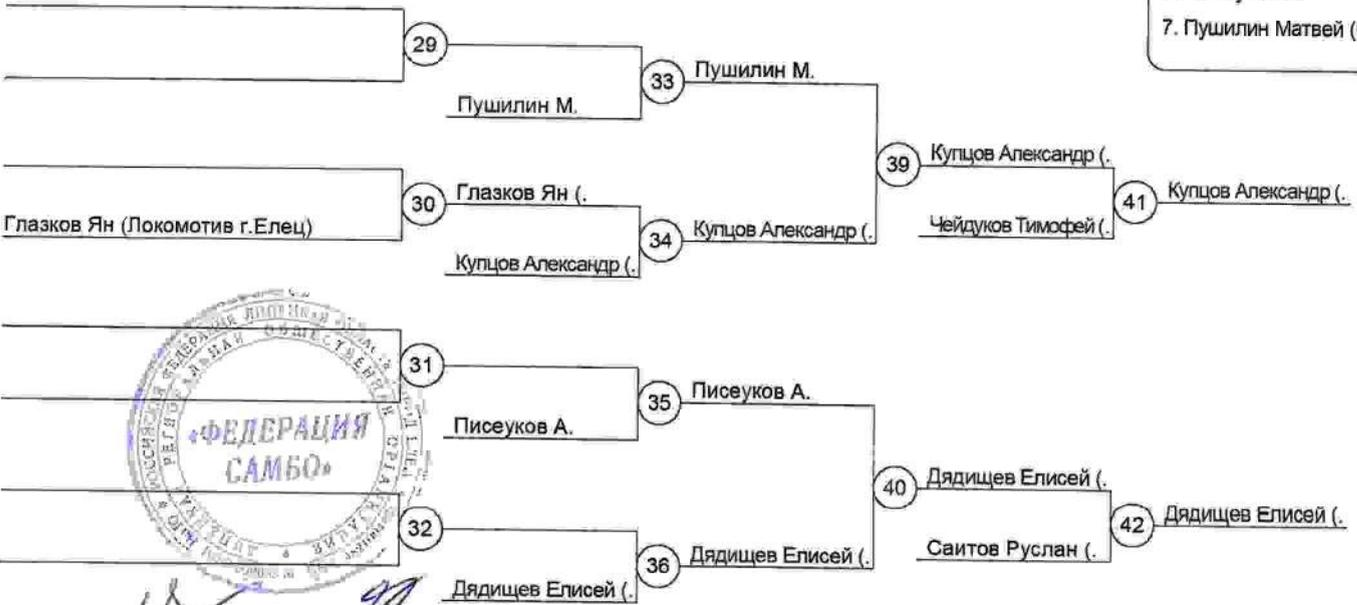 7. Пушилин Матвей (
29
33
Пушилин М.
Пушилин М.
39
Купцов Александр (.
Глазков Ян (Локомотив г.Елец)
30
Глазков Ян (.
34
Купцов Александр (.
Купцов Александр (.
Чейдуков Тимофей (.
41
Купцов Александр (.
31
35
Писеуков А.
Писеуков А.
«ФЕДЕРАЦИЯ
САМБО»
40
Дядищев Елисей (.
32
36
Дядищев Елисей (.
Дядищев Елисей (.
Саитов Руслан (.
42
Дядищев Елисей (.